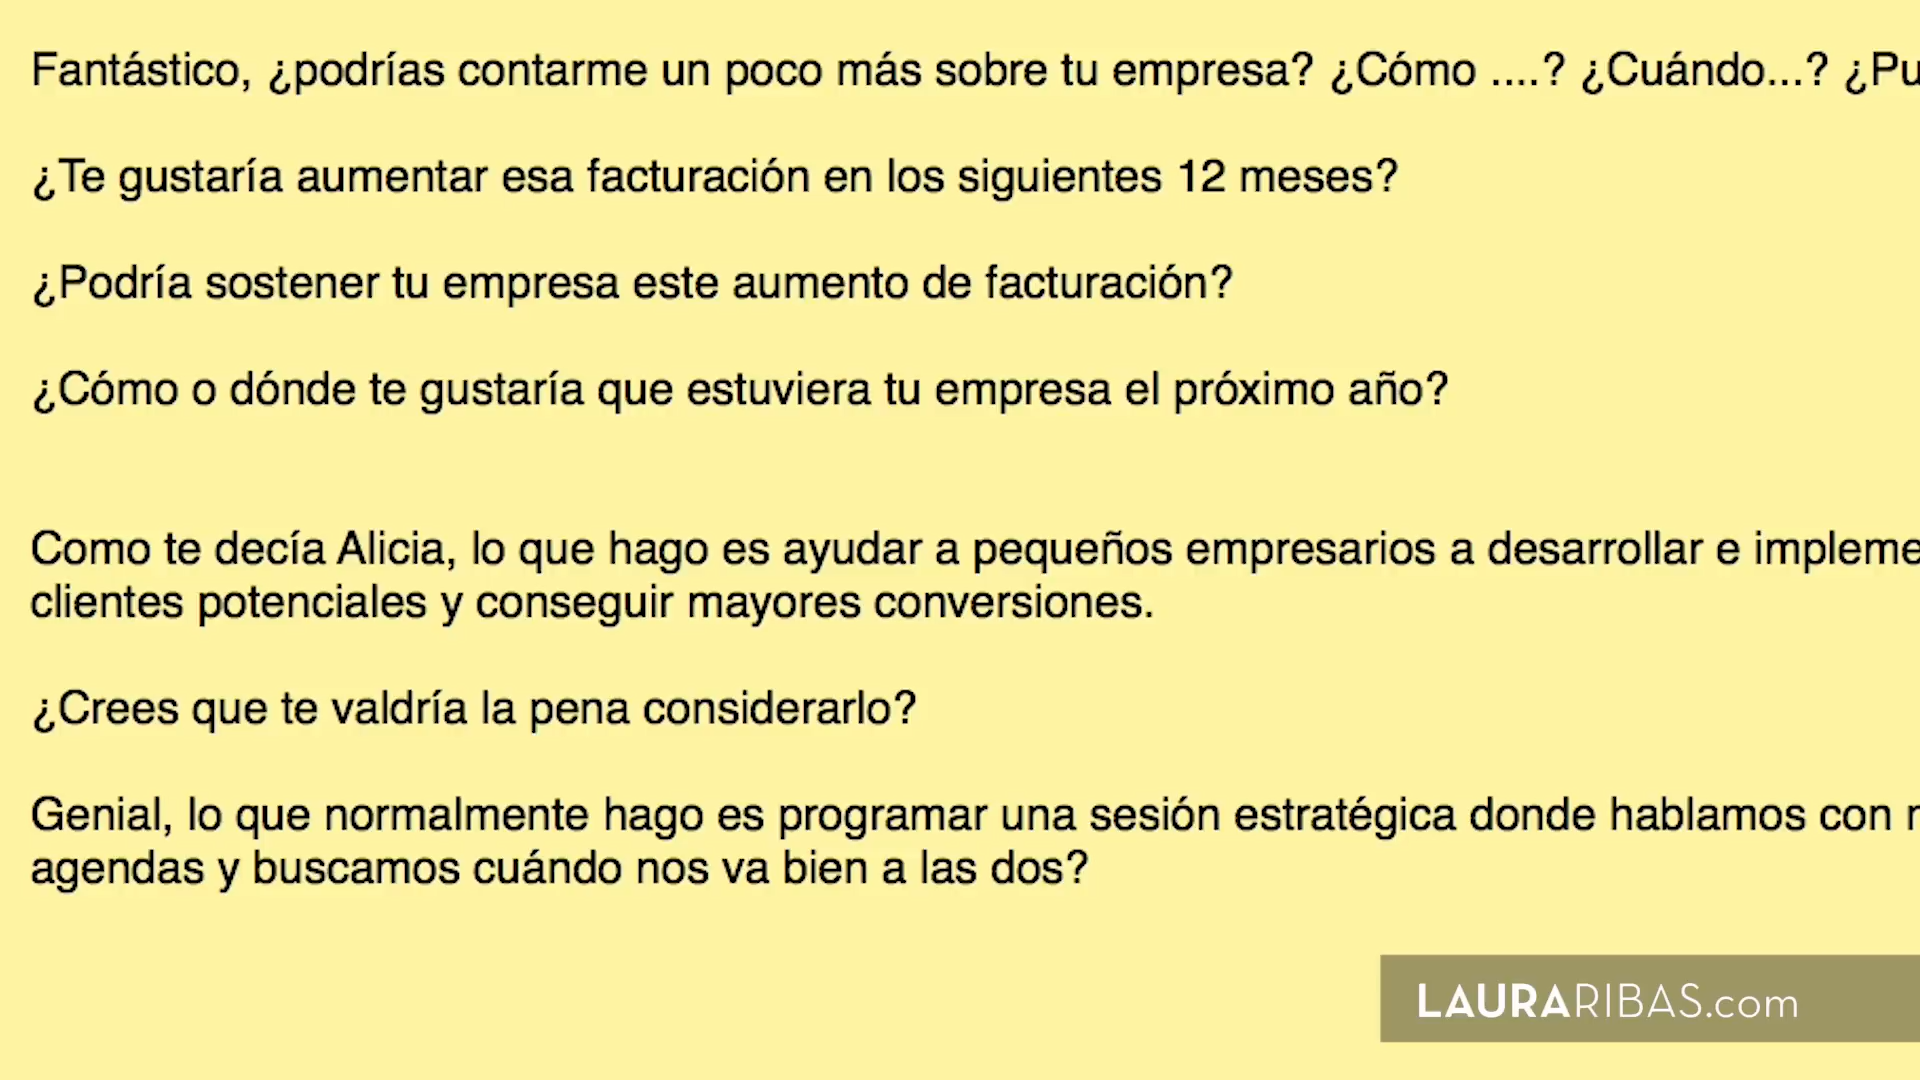 Fantástico, ¿podrías contarme un poco más sobre tu empresa? ¿Cómo ....? ¿Cuándo...? ¿Pu
¿Te gustaría aumentar esa facturación en los siguientes 12 meses?
¿Podría sostener tu empresa este aumento de facturación?
¿Cómo o dónde te gustaría que estuviera tu empresa el próximo año?
Como te decía Alicia, lo que hago es ayudar a pequeños empresarios a desarrollar e impleme
clientes potenciales y conseguir mayores conversiones.
¿Crees que te valdría la pena considerarlo?
Genial, lo que normalmente hago es programar una sesión estratégica donde hablamos con
agendas y buscamos cuándo nos va bien a las dos?
LAURARIBAS.com